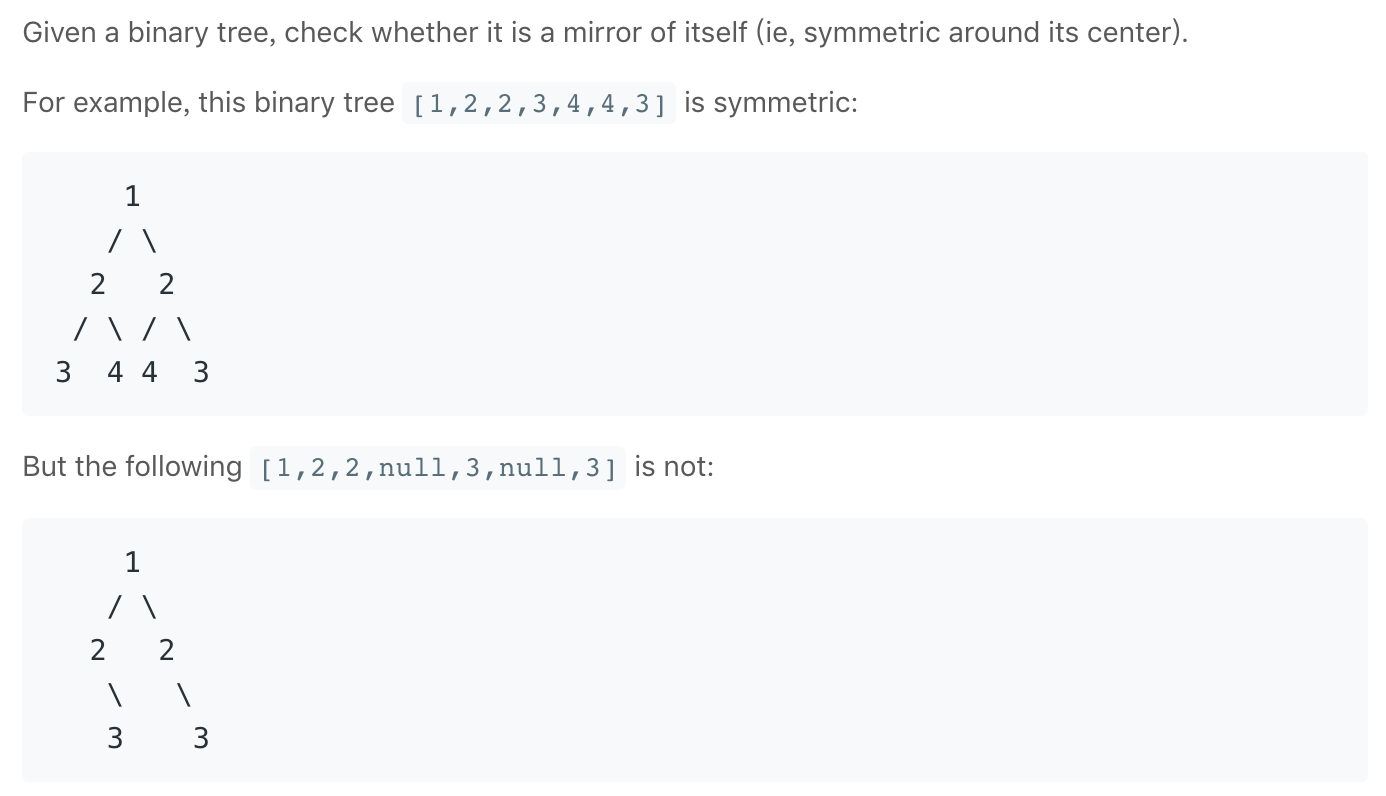 Given a binary tree, check whether it is a mirror of itself (ie, symmetric around its center).
For example, this binary tree [1,2,2,3,4,4,3] is symmetric:
1
/ \
2 2
/ \ / \
3 4 4 3
But the following [1,2,2,null,3,null,3] is not:
1
/ \
2 2
\ \
3 3